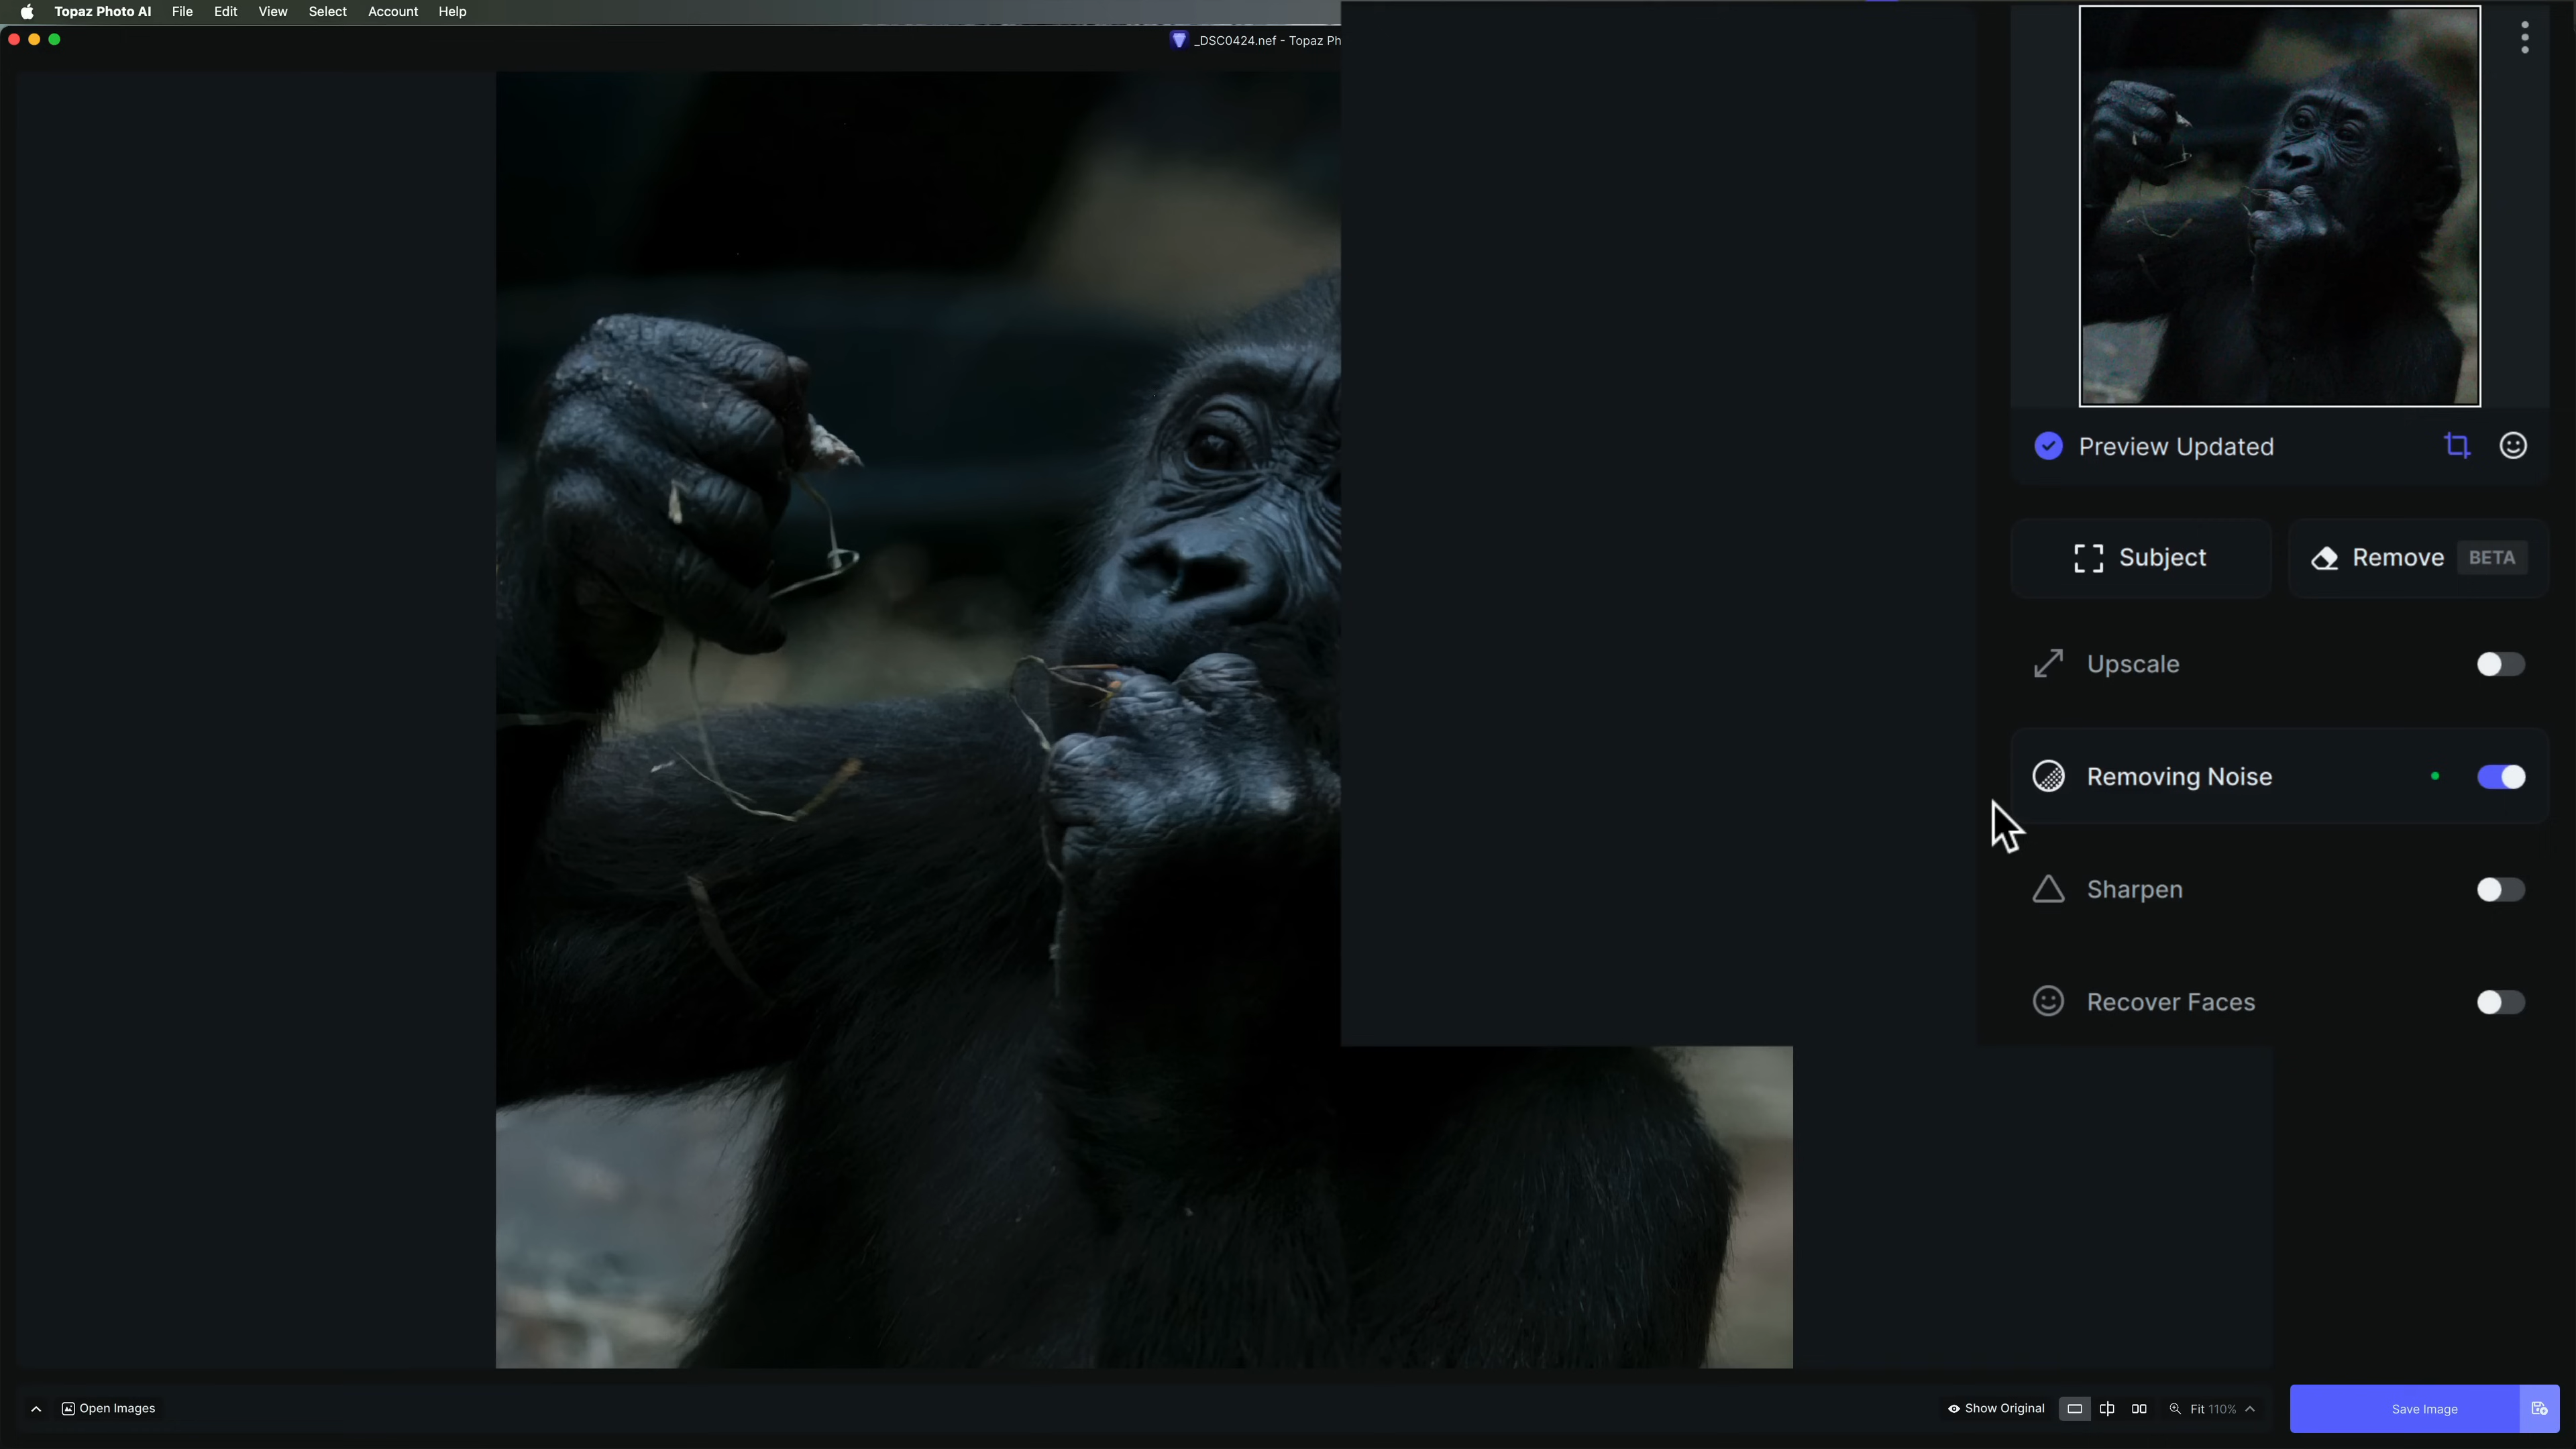 Topaz Photo AI File Edit View Select Account Help
_DSC0424.nef - Topaz Ph
Preview Updated
Subject
Remove BETA
Upscale
Removing Noise
Sharpen
Recover Faces
Open Images
Show Original
Fit 110%
Save Image